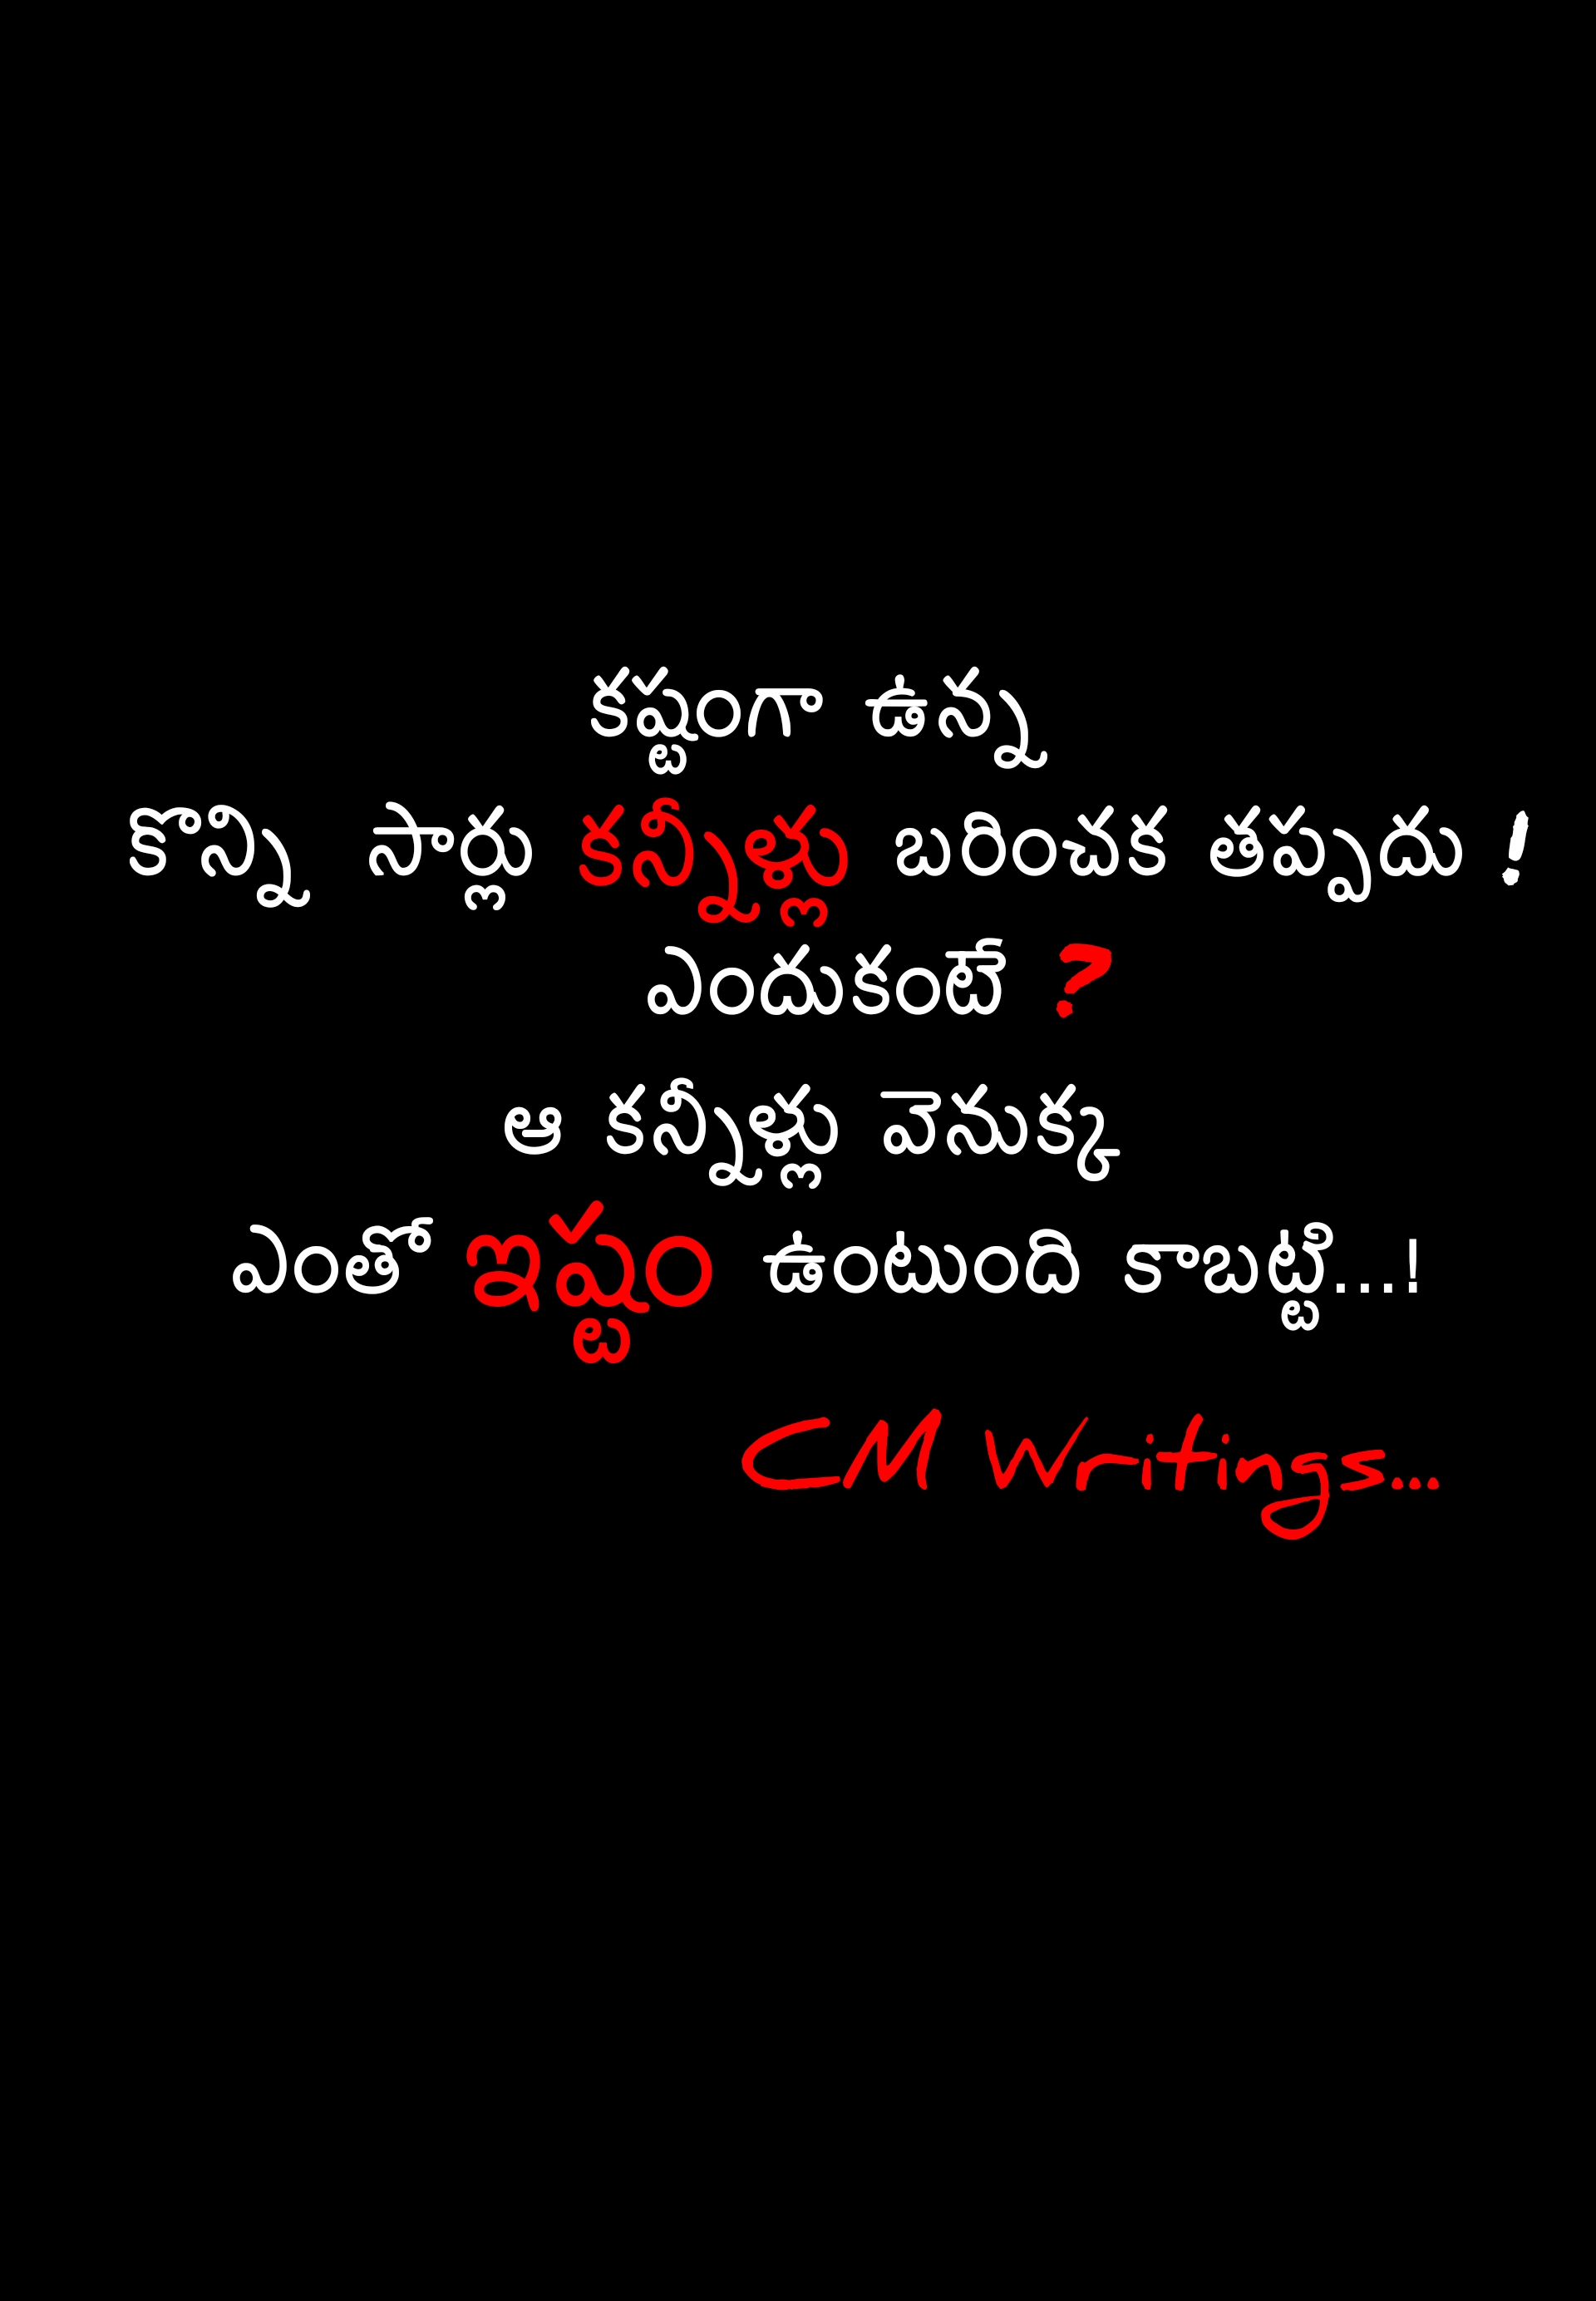 కష్టంగా ఉన్న
కొన్ని సార్లు కన్నీళ్లు బరించక తప్పదు !
ఎందుకంటే ?
ఆ కన్నీళ్లు వెనుక్క
ఎంతో ఇష్టం ఉంటుంది కాబట్టి...!
CM Writings...